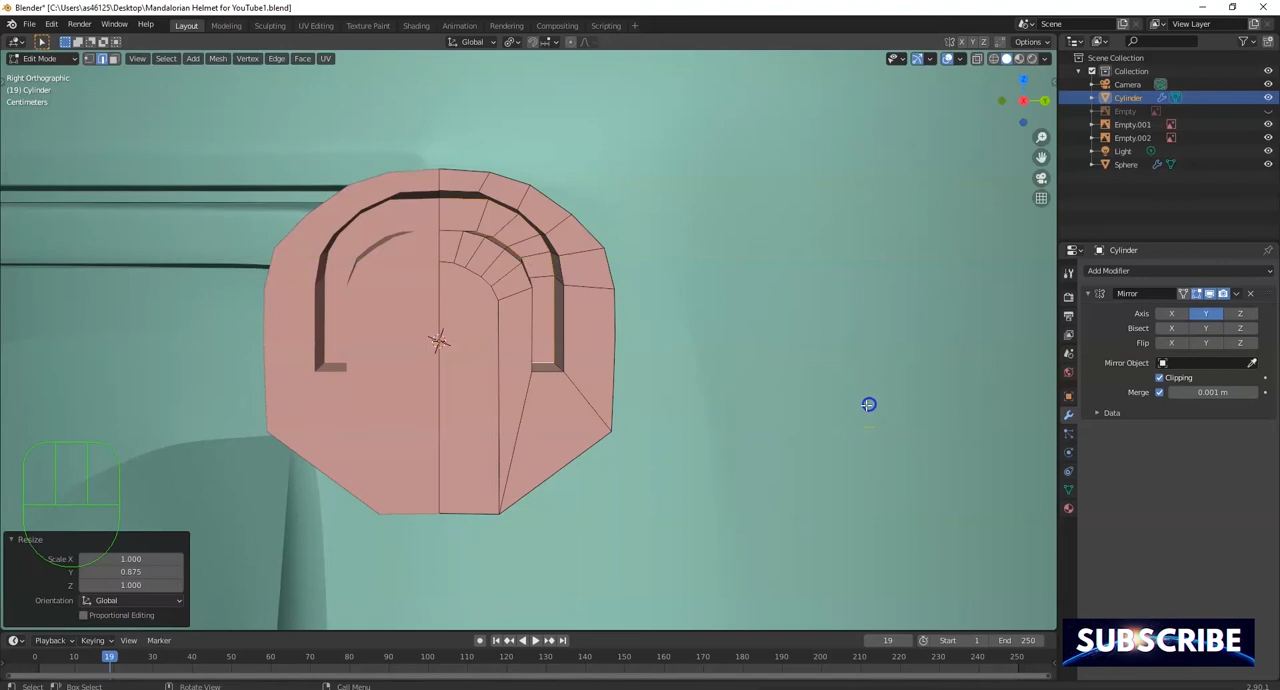 Blender* [C:\Users\as46125\Desktop\Mandalorian Helmet for YouTube1.blend]
File Edit Render Window Help Layout Modeling Sculpting UV Editing Texture Paint Shading Animation Rendering Compositing Scripting + Scene View Layer
Global Options
Edit Mode View Select Add Mesh Vertex Edge Face UV X Y Z
Right Orthographic
(19) Cylinder
Centimeters
Z
X
Y
Scene Collection
Collection
Camera
Cylinder
Empty
Empty.001
Empty.002
Light
Sphere
Cylinder
Add Modifier
Mirror
Axis X Y Z
Bisect X Y Z
Flip X Y Z
Mirror Object
Clipping
Merge 0.001 m
Data
Resize
Scale X 1.000
Y 0.875
Z 1.000
Orientation Global
Proportional Editing
Playback Keying View Marker 19 Start 1 End 250
0 10 19 30 40 50 60 70 80 90 100 110 120 130 140 150 160 170 180 190 200 210 220 230 240 250
Select Box Select Rotate View Call Menu 2.90.1
SUBSCRIBE